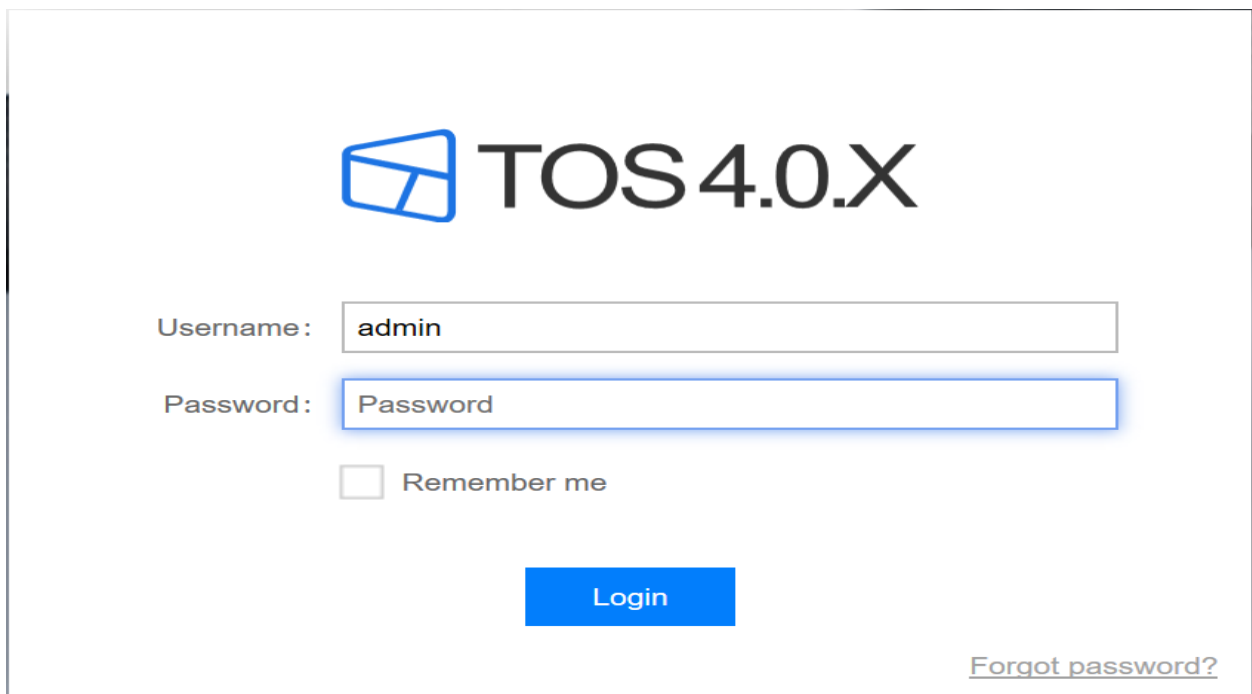 TOS 4.0.X
Username: admin
Password: Password
Remember me
Login
Forgot password?